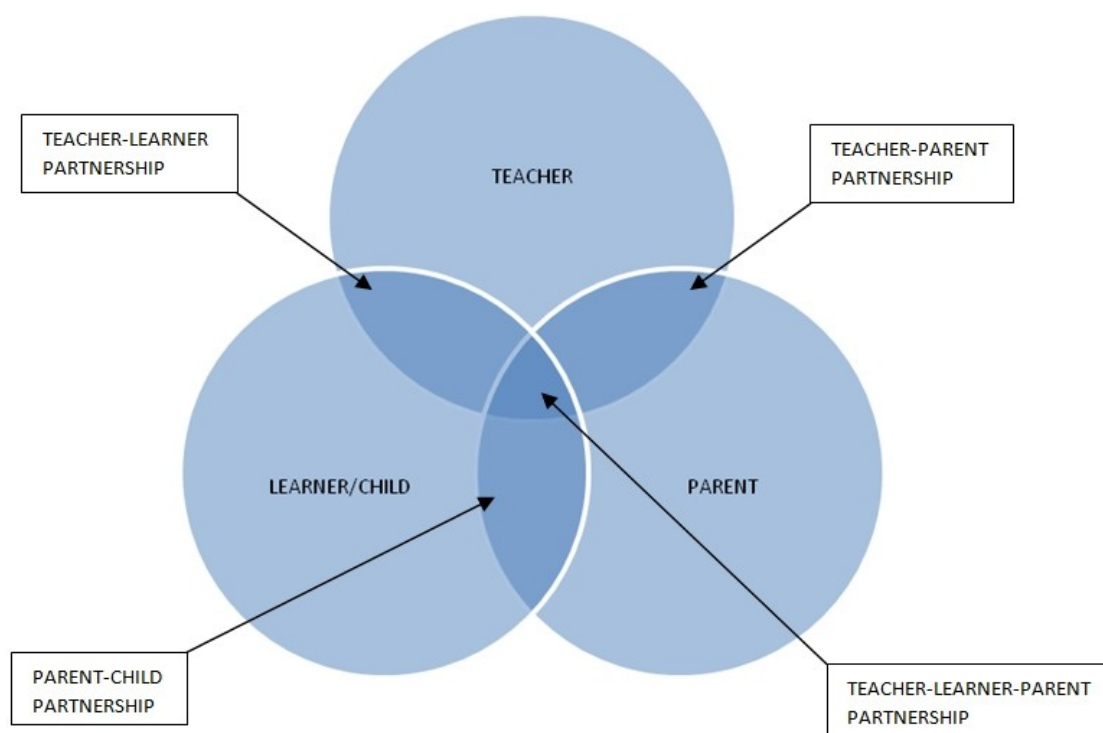 TEACHER-LEARNER
PARTNERSHIP
TEACHER
TEACHER-PARENT
PARTNERSHIP
LEARNER/CHILD
PARENT
PARENT-CHILD
PARTNERSHIP
TEACHER-LEARNER-PARENT
PARTNERSHIP